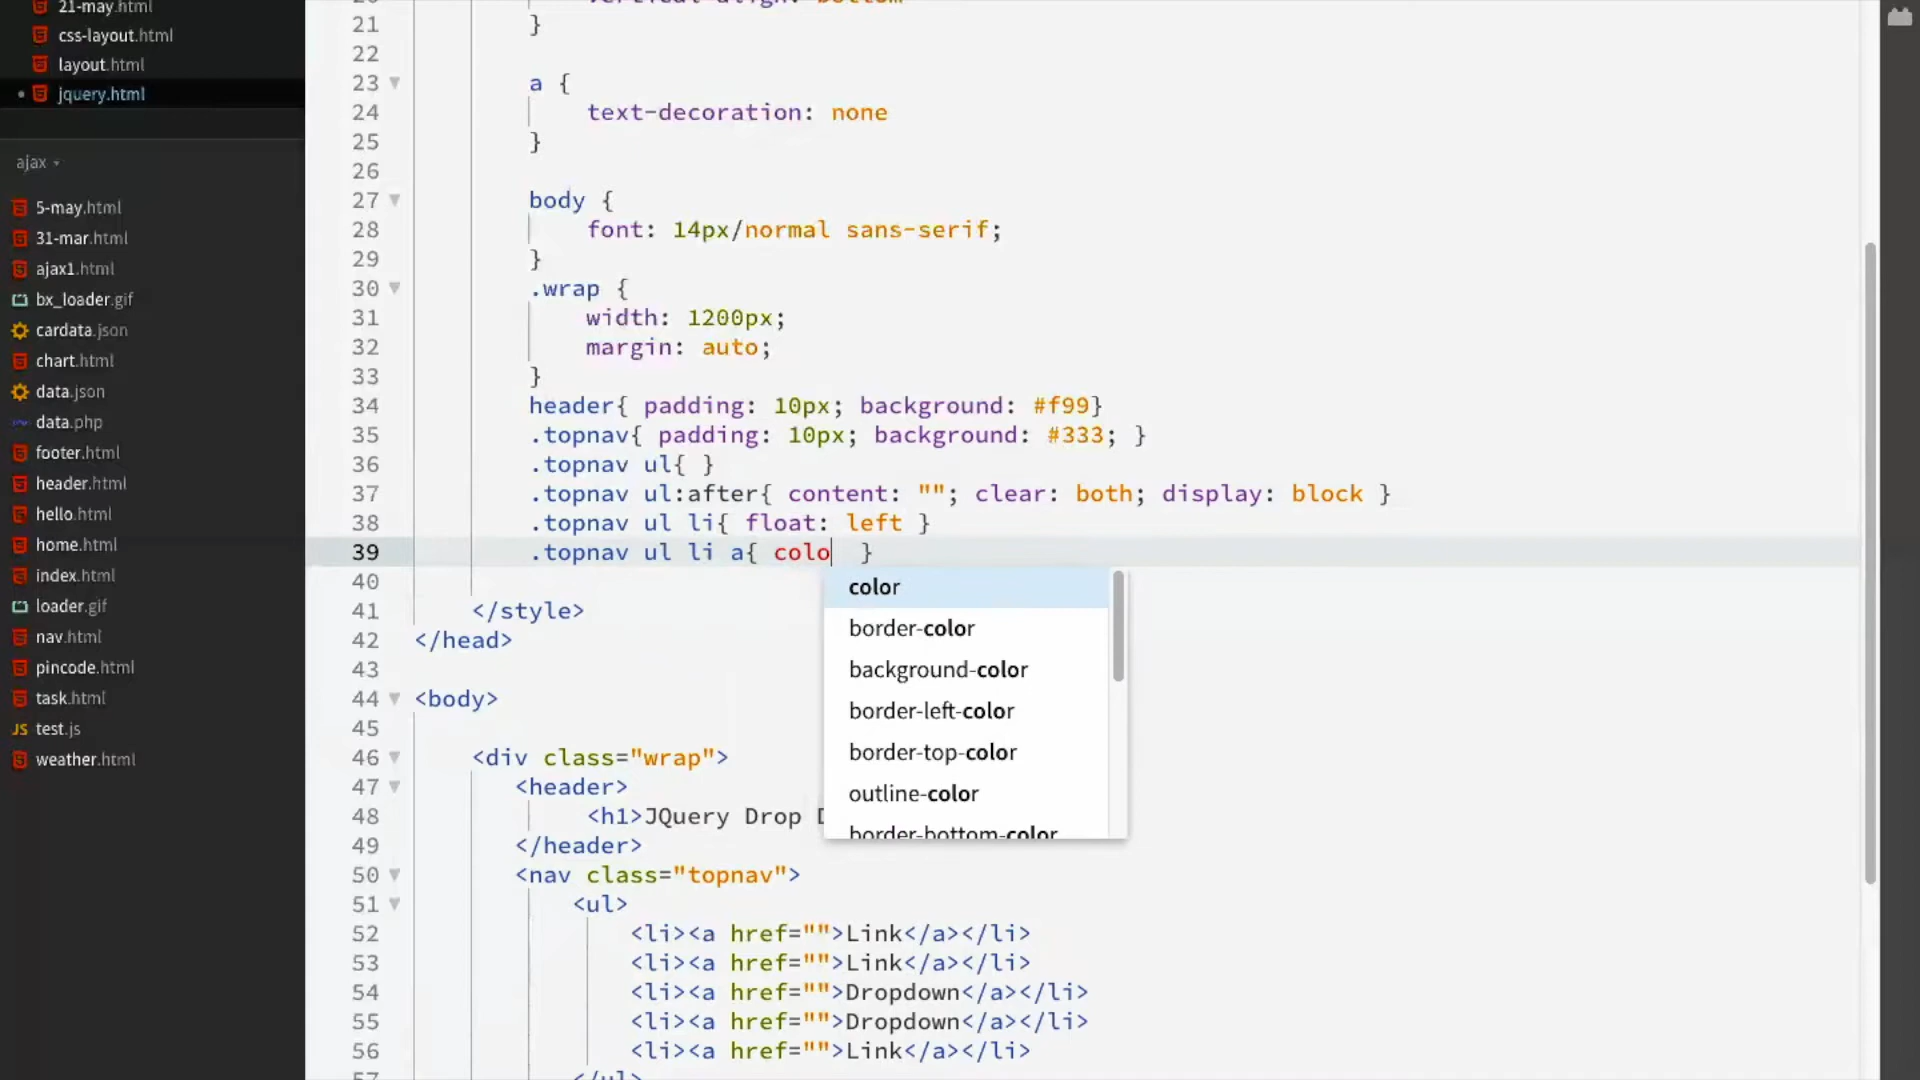 21-may.html
css-layout.html
layout.html
jquery.html
ajax
5-may.html
31-mar.html
ajax1.html
bx_loader.gif
cardata.json
chart.html
data.json
data.php
footer.html
header.html
hello.html
home.html
index.html
loader.gif
nav.html
pincode.html
task.html
JS test.js
weather.html
21 }
22
23 a {
24 text-decoration: none
25 }
26
27 body {
28 font: 14px/normal sans-serif;
29 }
30 .wrap {
31 width: 1200px;
32 margin: auto;
33 }
34 header{ padding: 10px; background: #f99}
35 .topnav{ padding: 10px; background: #333; }
36 .topnav ul{ }
37 .topnav ul:after{ content: ""; clear: both; display: block }
38 .topnav ul li{ float: left }
39 .topnav ul li a{ colo  }
40
41 </style>
42 </head>
43
44 <body>
45
46 <div class="wrap">
47 <header>
48 <h1>JQuery Drop
49 </header>
50 <nav class="topnav">
51 <ul>
52 <li><a href="">Link</a></li>
53 <li><a href="">Link</a></li>
54 <li><a href="">Dropdown</a></li>
55 <li><a href="">Dropdown</a></li>
56 <li><a href="">Link</a></li>
color
border-color
background-color
border-left-color
border-top-color
outline-color
border-bottom-color